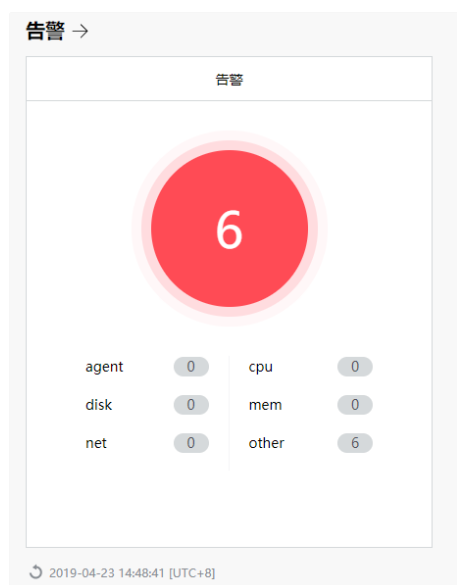 告警 →
告警
6
agent 0 cpu 0
disk 0 mem 0
net 0 other 6
2019-04-23 14:48:41 [UTC+8]